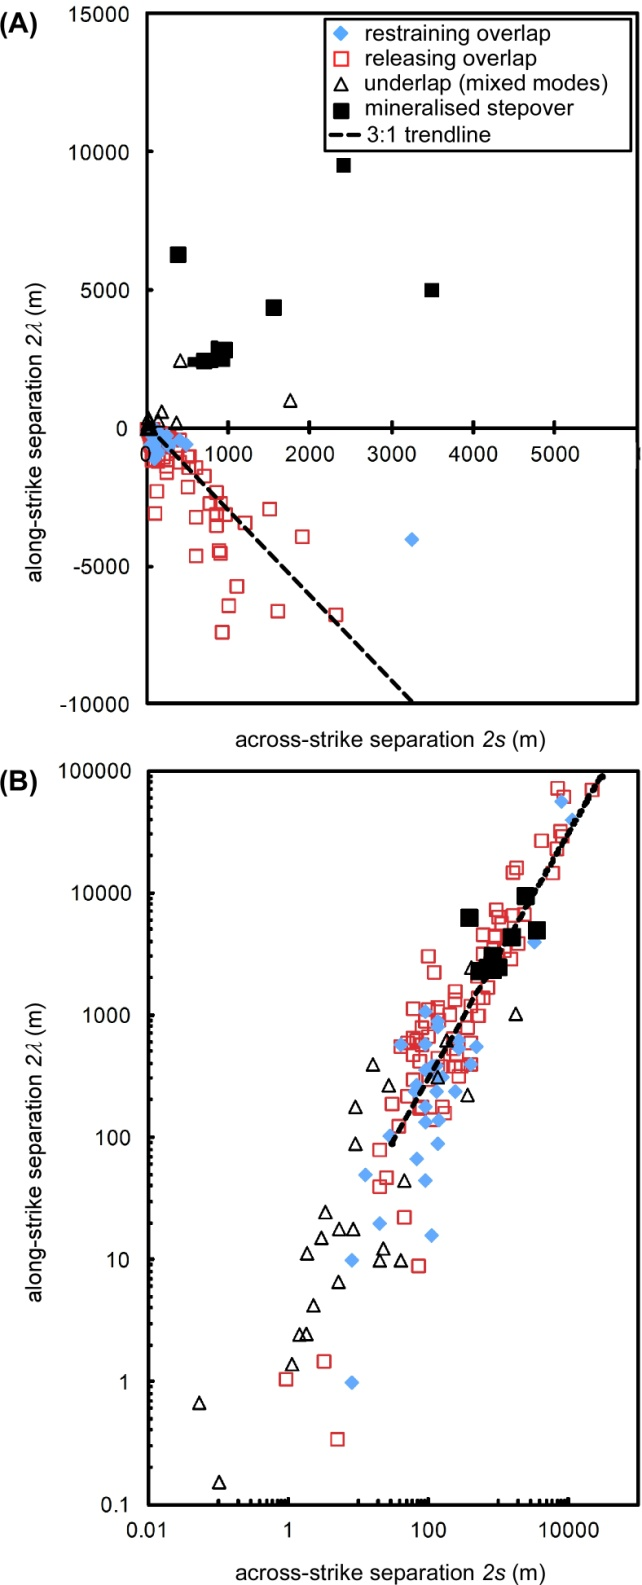 (A)
15000
restraining overlap
releasing overlap
underlap (mixed modes)
mineralised stepover
3:1 trendline
10000
5000
0
0 1000 2000 3000 4000 5000
-5000
-10000
along-strike separation 2λ (m)
across-strike separation 2s (m)
(B)
100000
10000
1000
100
10
1
0.1
0.01 1 100 10000
along-strike separation 2λ (m)
across-strike separation 2s (m)